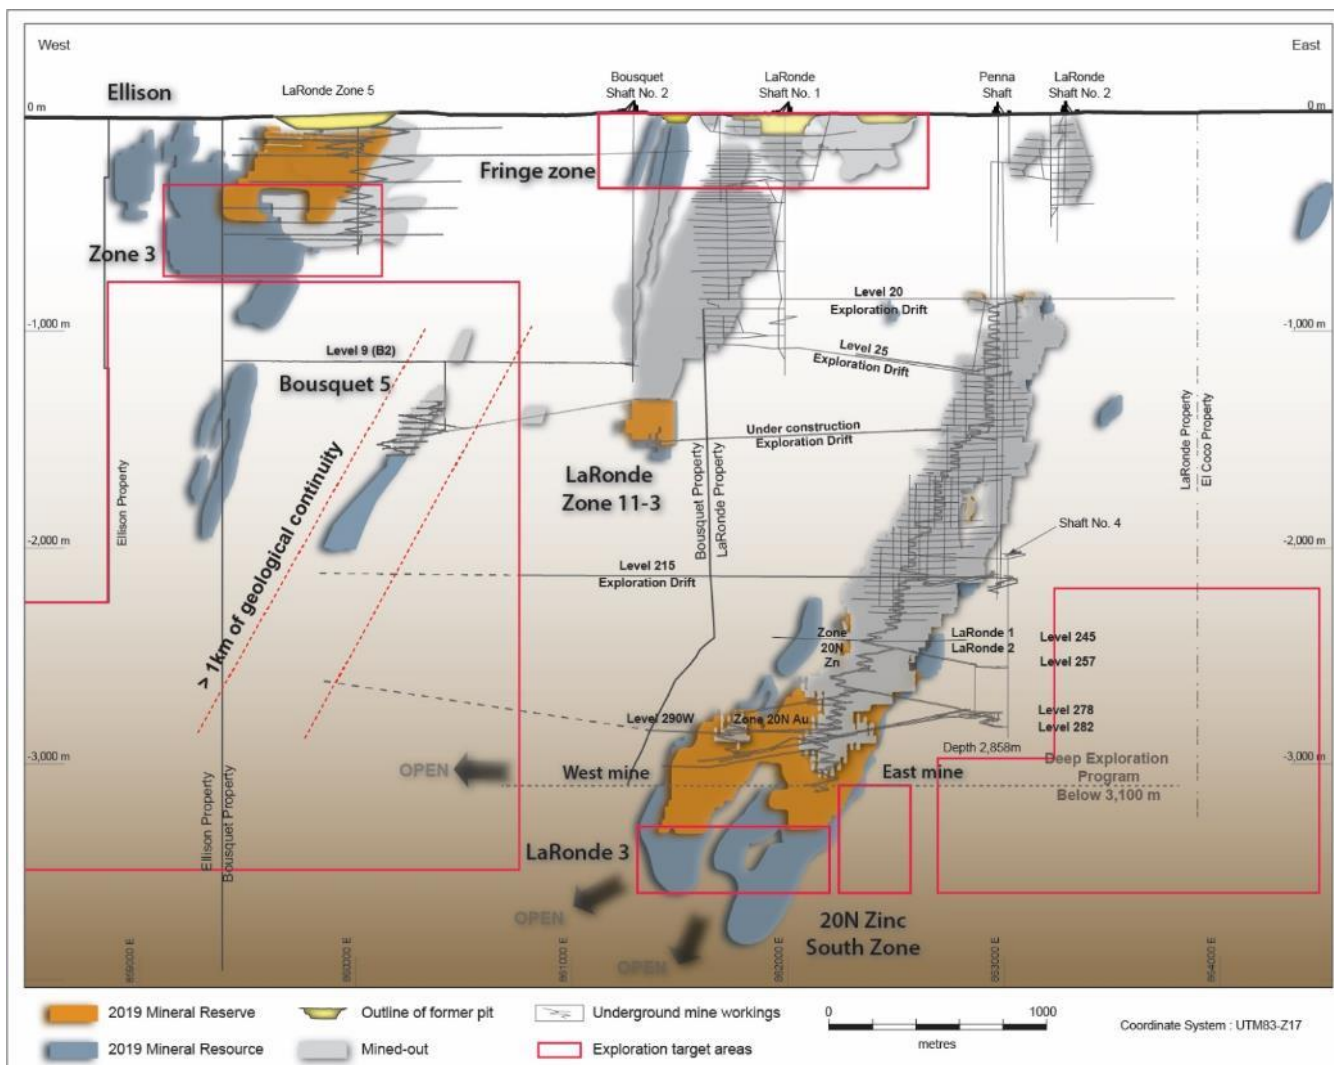 West
East
Ellison
LaRonde Zone 5
Bousquet
Shaft No. 2
LaRonde
Shaft No. 1
Penna
Shaft
LaRonde
Shaft No. 2
0 m
0 m
Fringe zone
Zone 3
Level 20
Exploration Drift
-1,000 m
-1,000 m
Level 9 (B2)
Level 25
Exploration Drift
Bousquet 5
Under construction
Exploration Drift
LaRonde
Zone 11-3
Ellison Property
Bousquet Property
LaRonde Property
LaRonde Property
El Coco Property
> 1km of geological continuity
Shaft No. 4
-2,000 m
-2,000 m
Level 215
Exploration Drift
Zone
20N
Zn
LaRonde 1
LaRonde 2
Level 245
Level 257
Level 278
Level 282
Level 290W
Zone 20N Au
Depth 2,858m
-3,000 m
-3,000 m
OPEN
West mine
East mine
Deep Exploration
Program
Below 3,100 m
Ellison Property
Bousquet Property
LaRonde 3
OPEN
20N Zinc
South Zone
OPEN
859000 E
860000 E
861000 E
862000 E
863000 E
864000 E
2019 Mineral Reserve
Outline of former pit
Underground mine workings
0
1000
metres
Coordinate System : UTM83-Z17
2019 Mineral Resource
Mined-out
Exploration target areas